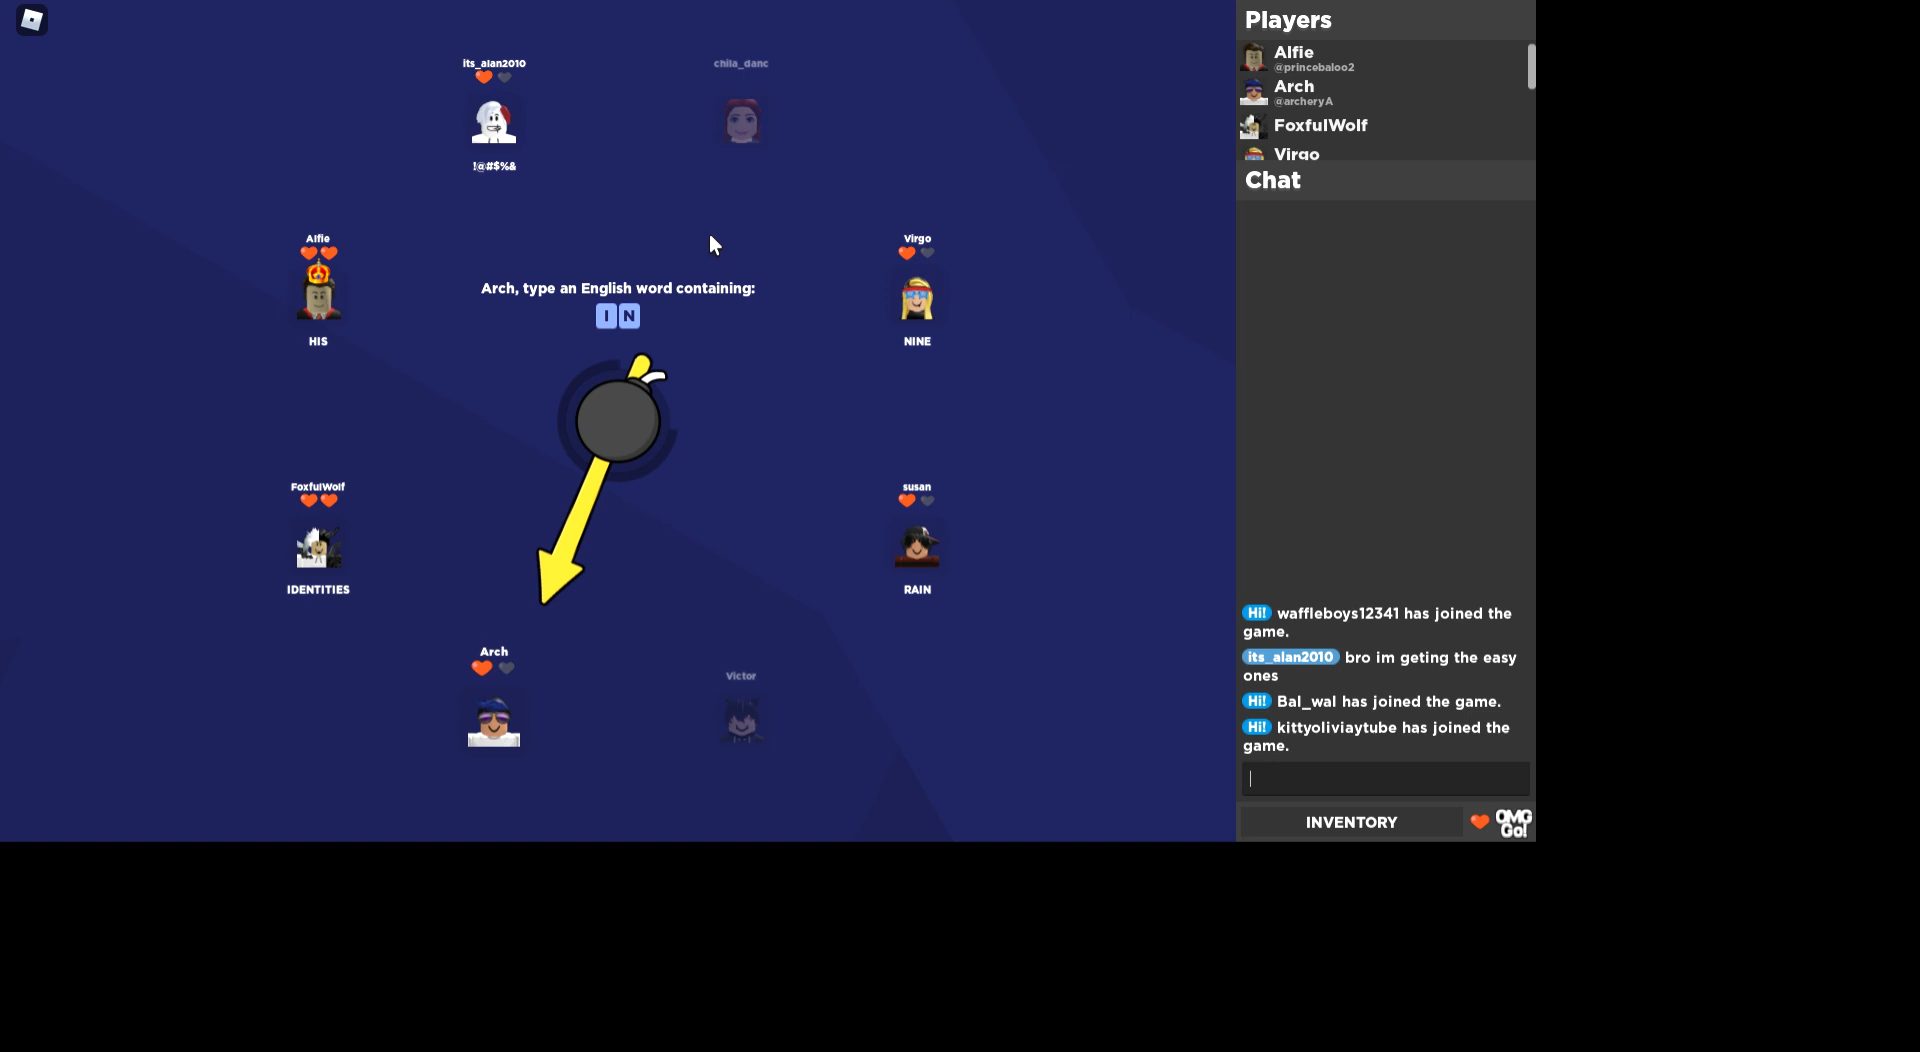 Players
Alfie
@princebaloo2
Arch
@archeryA
FoxfulWolf
Virgo
Chat
its_alan2010
chila_danc
!@#$%&
Alfie
Virgo
Arch, type an English word containing:
I N
HIS
NINE
FoxfulWolf
susan
IDENTITIES
RAIN
Arch
Victor
Hi! waffleboys12341 has joined the
game.
its_alan2010 bro im geting the easy
ones
Hi! Bal_wal has joined the game.
Hi! kittyoliviaytube has joined the
game.
INVENTORY
OMG
Go!